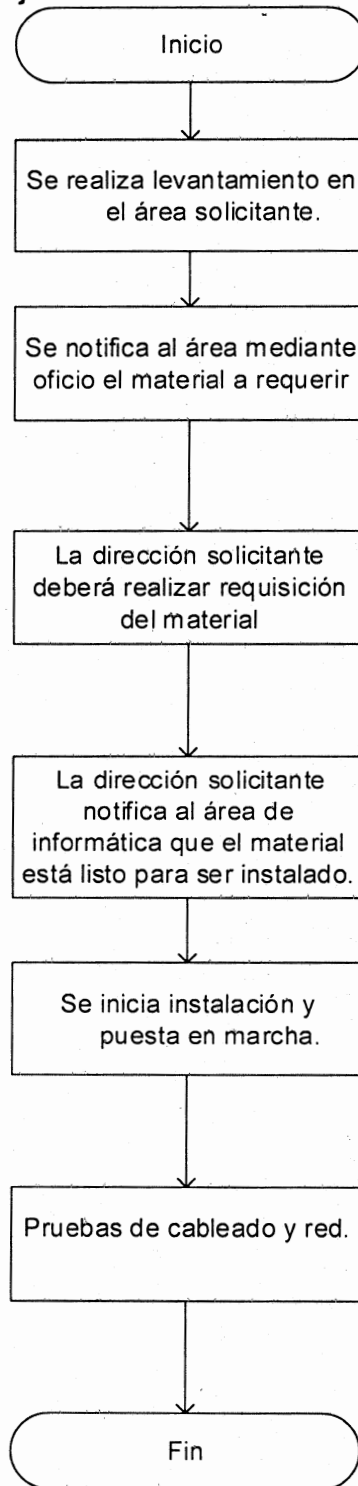 Inicio
Se realiza levantamiento en
el área solicitante.
Se notifica al área mediante
oficio el material a requerir
La dirección solicitante
deberá realizar requisición
del material
La dirección solicitante
notifica al área de
informática que el material
está listo para ser instalado.
Se inicia instalación y
puesta en marcha.
Pruebas de cableado y red.
Fin